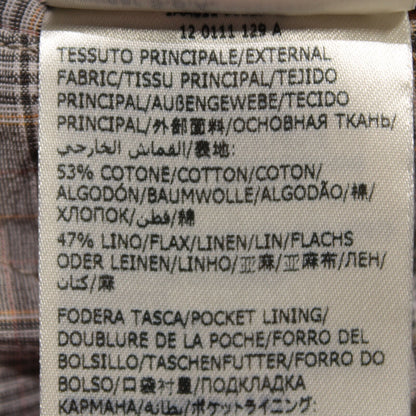 12 0111 129 A
TESSUTO PRINCIPALE/EXTERNAL
FABRIC/TISSU PRINCIPAL/TEJIDO
PRINCIPAL/AUßENGEWEBE/TECIDO
PRINCIPAL/外部面料/ОСНОВНАЯ ТКАНЬ/
القماش الخارجي/表地:
53% COTONE/COTTON/COTON/
ALGODÓN/BAUMWOLLE/ALGODÃO/棉/
ХЛОПОК/قطن/綿
47% LINO/FLAX/LINEN/LIN/FLACHS
ODER LEINEN/LINHO/亚麻/亚麻布/ЛЕН/
كتان/麻
FODERA TASCA/POCKET LINING/
DOUBLURE DE LA POCHE/FORRO DEL
BOLSILLO/TASCHENFUTTER/FORRO DO
BOLSO/口袋衬里/ПОДКЛАДКА
КАРМАНА/بطانة/ポケットライニング/